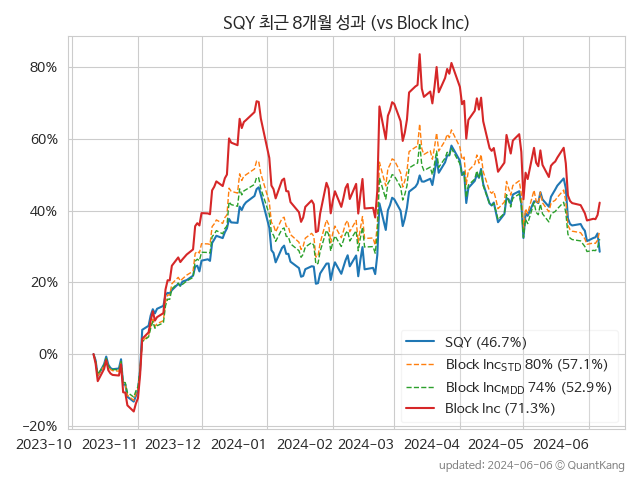 SQY 최근 8개월 성과 (vs Block Inc)
80%
60%
40%
20%
0%
−20%
SQY (46.7%)
Block IncSTD 80% (57.1%)
Block IncMDD 74% (52.9%)
Block Inc (71.3%)
2023-10 2023-11 2023-12 2024-01 2024-02 2024-03 2024-04 2024-05 2024-06
updated: 2024-06-06 © QuantKang